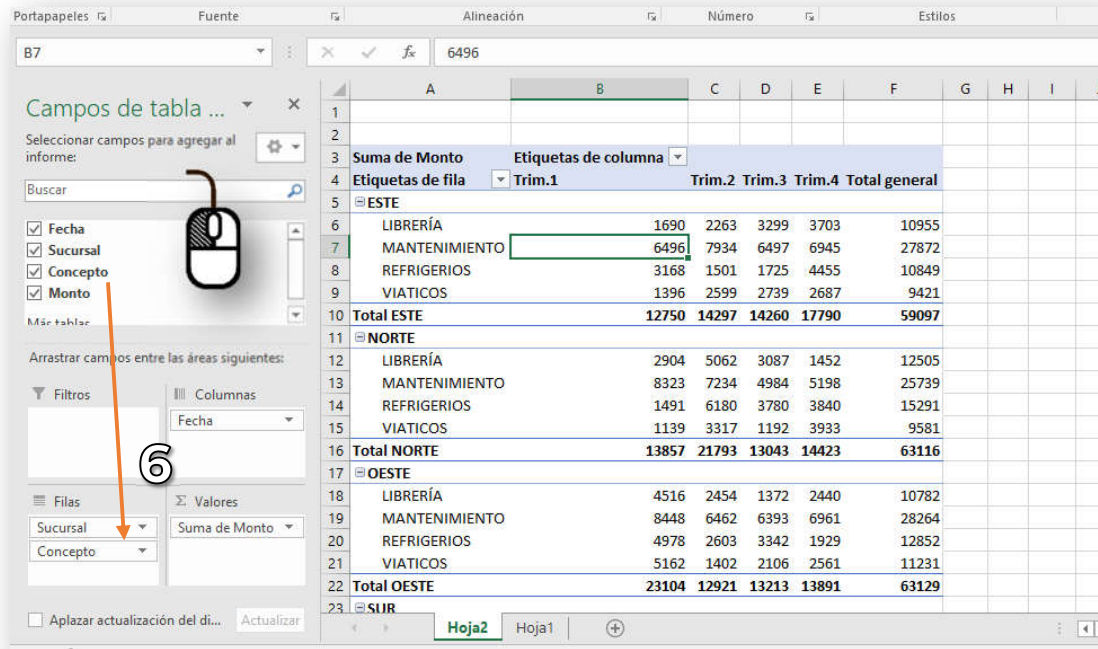 Portapapeles Fuente Alineación Número Estilos
B7 fx 6496
Campos de tabla ...
Seleccionar campos para agregar al
informe:
Buscar
Fecha
Sucursal
Concepto
Monto
Más tablas
Arrastrar campos entre las áreas siguientes:
Filtros
Columnas
Fecha
6
Filas
Sucursal
Concepto
Σ Valores
Suma de Monto
Aplazar actualización del di... Actualizar
A B C D E F G H I
1
2
3 Suma de Monto Etiquetas de columna
4 Etiquetas de fila Trim.1 Trim.2 Trim.3 Trim.4 Total general
5 ESTE
6 LIBRERÍA 1690 2263 3299 3703 10955
7 MANTENIMIENTO 6496 7934 6497 6945 27872
8 REFRIGERIOS 3168 1501 1725 4455 10849
9 VIATICOS 1396 2599 2739 2687 9421
10 Total ESTE 12750 14297 14260 17790 59097
11 NORTE
12 LIBRERÍA 2904 5062 3087 1452 12505
13 MANTENIMIENTO 8323 7234 4984 5198 25739
14 REFRIGERIOS 1491 6180 3780 3840 15291
15 VIATICOS 1139 3317 1192 3933 9581
16 Total NORTE 13857 21793 13043 14423 63116
17 OESTE
18 LIBRERÍA 4516 2454 1372 2440 10782
19 MANTENIMIENTO 8448 6462 6393 6961 28264
20 REFRIGERIOS 4978 2603 3342 1929 12852
21 VIATICOS 5162 1402 2106 2561 11231
22 Total OESTE 23104 12921 13213 13891 63129
23 SUR
Hoja2 Hoja1